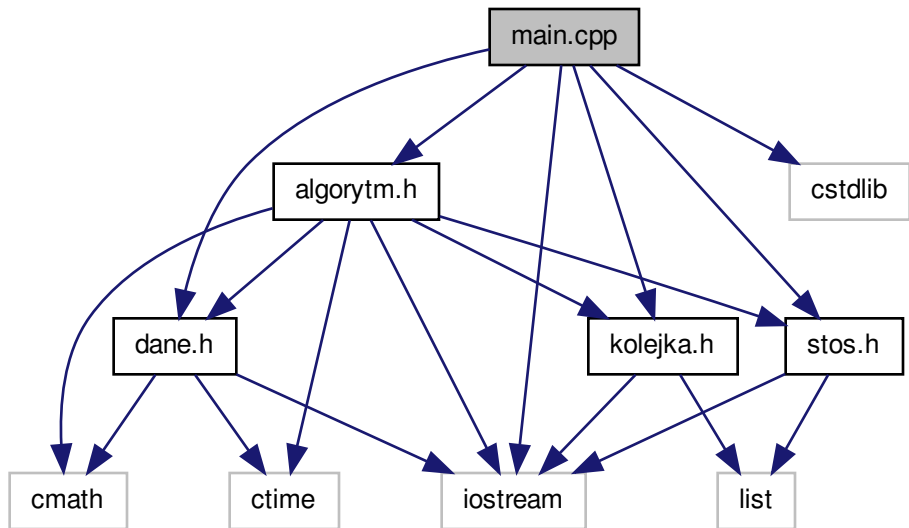 main.cpp
algorytm.h
cstdlib
dane.h
kolejka.h
stos.h
cmath
ctime
iostream
list